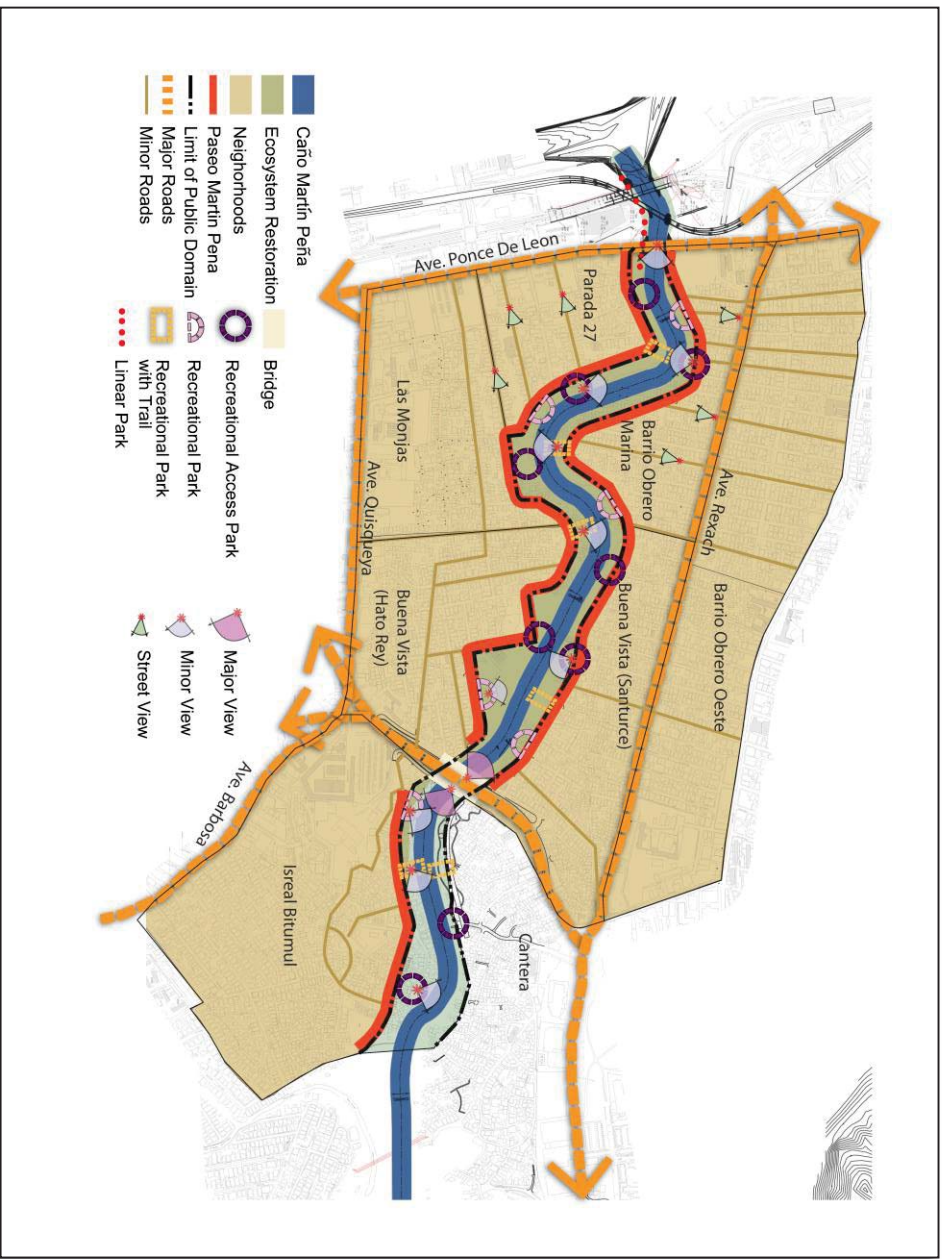 Ave. Ponce De Leon
Parada 27
Las Monjas
Ave. Quisqueya
Barrio Obrero
Marina
Ave. Rexach
Barrio Obrero Oeste
Buena Vista (Santurce)
Buena Vista
(Hato Rey)
Ave. Barbosa
Isreal Bitumul
Cantera
Caño Martín Peña
Ecosystem Restoration
Neighorhoods
Paseo Martin Pena
Limit of Public Domain
Major Roads
Minor Roads
Bridge
Recreational Access Park
Recreational Park
Recreational Park
with Trail
Linear Park
Major View
Minor View
Street View